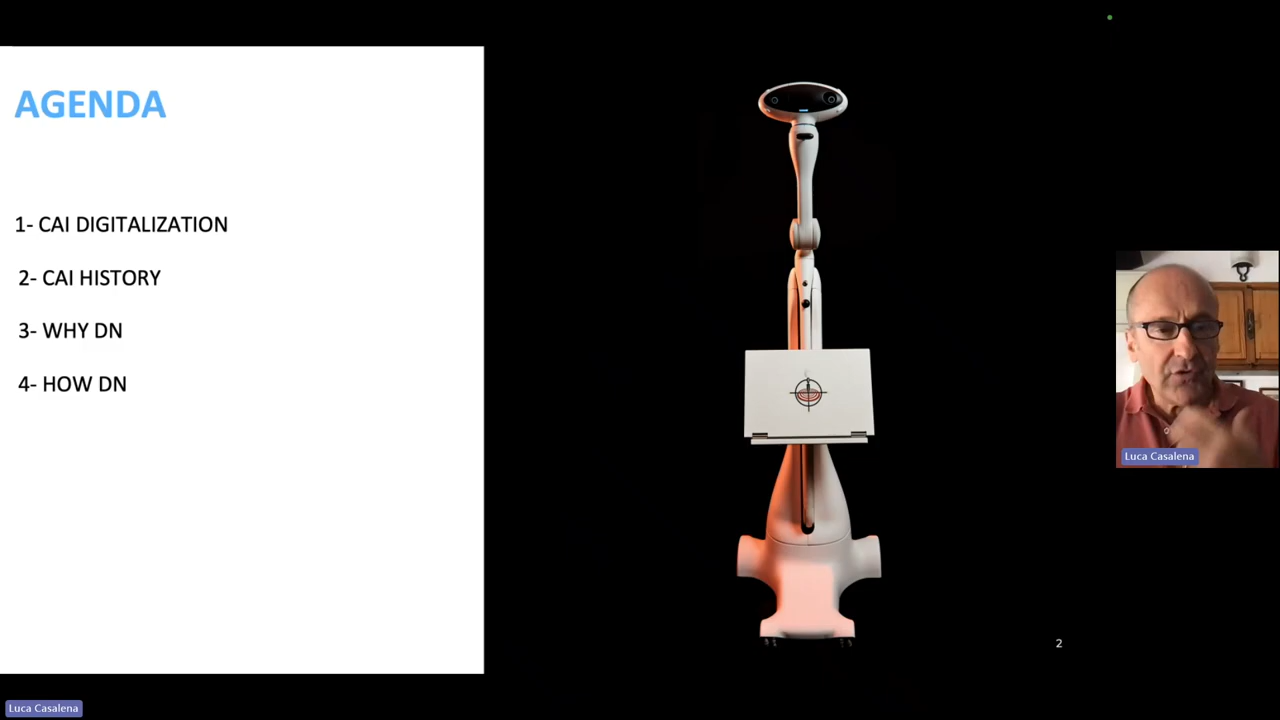 AGENDA
1- CAI DIGITALIZATION
2- CAI HISTORY
3- WHY DN
4- HOW DN
2
Luca Casalena
Luca Casalena